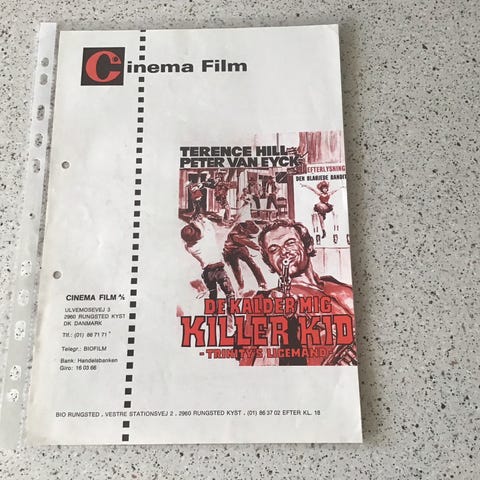 Cinema Film
TERENCE HILL
PETER VAN EYCK
EFTERLYSNING
DEN BLAØJEDE BANDIT
DE KALDER MIG
KILLER KID
- TRINITY'S LIGEMAND -
CINEMA FILM A/S
ULVEMOSEVEJ 3
2960 RUNGSTED KYST
DK DANMARK
Tlf.: (01) 86 71 71
Telegr.: BIOFILM
Bank: Handelsbanken
Giro: 16 03 66
BIO RUNGSTED . VESTRE STATIONSVEJ 2 . 2960 RUNGSTED KYST . (01) 86 37 02 EFTER KL. 18